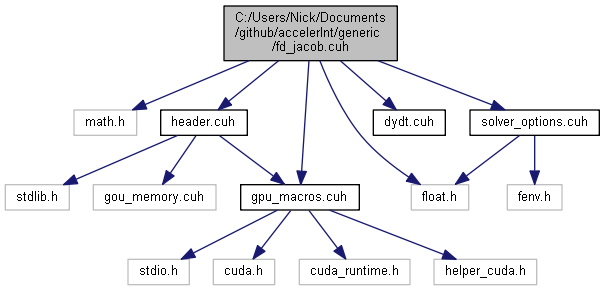 C:/Users/Nick/Documents
/github/accelerInt/generic
/fd_jacob.cuh
math.h
header.cuh
dydt.cuh
solver_options.cuh
stdlib.h
gou_memory.cuh
gpu_macros.cuh
float.h
fenv.h
stdio.h
cuda.h
cuda_runtime.h
helper_cuda.h